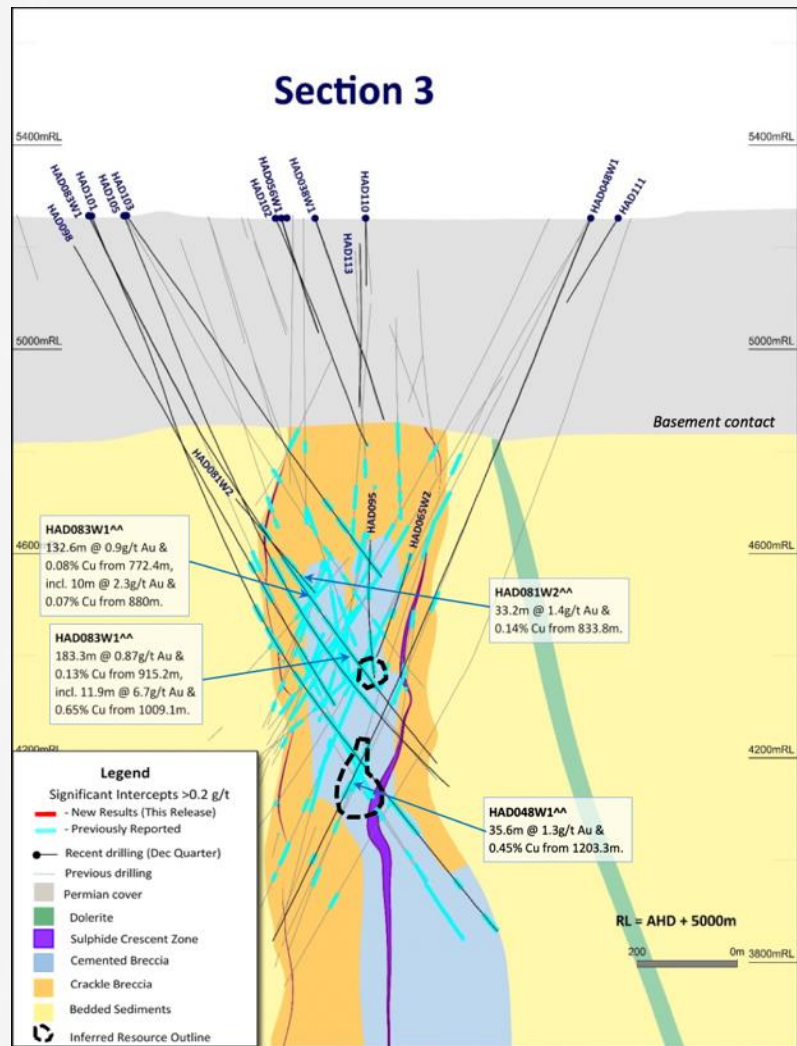 Section 3
5400mRL
5400mRL
HAD098
HAD083W1
HAD101
HAD105
HAD103
HAD102
HAD056W1
HAD038W1
HAD113
HAD110
HAD048W1
HAD111
5000mRL
5000mRL
Basement contact
HAD081W2
HAD095
HAD065W2
HAD083W1^^
132.6m @ 0.9g/t Au &
0.08% Cu from 772.4m,
incl. 10m @ 2.3g/t Au &
0.07% Cu from 880m.
4600mRL
4600mRL
HAD081W2^^
33.2m @ 1.4g/t Au &
0.14% Cu from 833.8m.
HAD083W1^^
183.3m @ 0.87g/t Au &
0.13% Cu from 915.2m,
incl. 11.9m @ 6.7g/t Au &
0.65% Cu from 1009.1m.
4200mRL
4200mRL
HAD048W1^^
35.6m @ 1.3g/t Au &
0.45% Cu from 1203.3m.
Legend
Significant Intercepts >0.2 g/t
- New Results (This Release)
- Previously Reported
Recent drilling (Dec Quarter)
Previous drilling
Permian cover
Dolerite
Sulphide Crescent Zone
Cemented Breccia
Crackle Breccia
Bedded Sediments
Inferred Resource Outline
RL = AHD + 5000m
200 0m
3800mRL